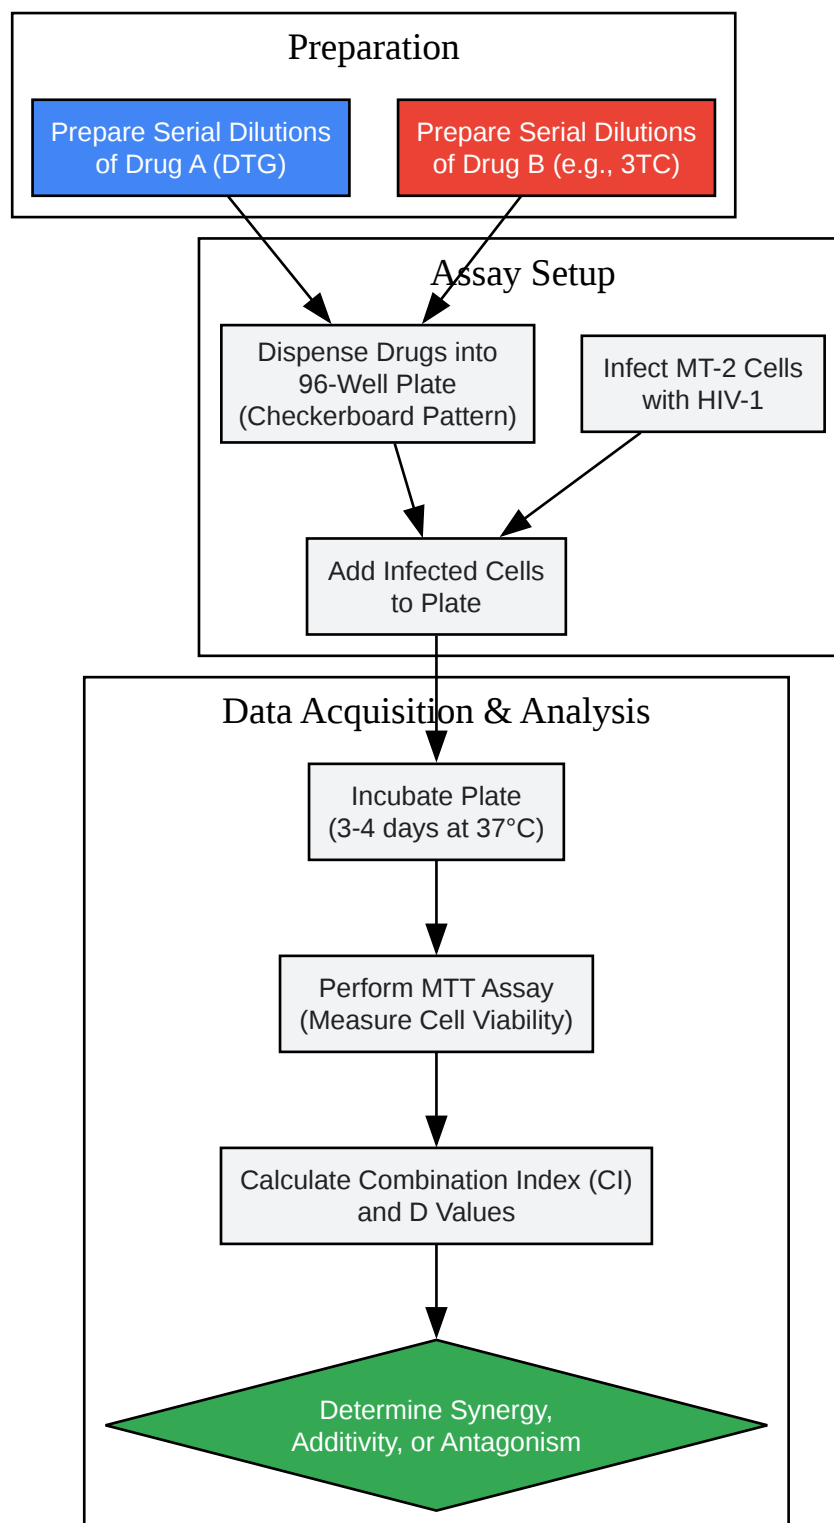 Preparation
Prepare Serial Dilutions
of Drug A (DTG)
Prepare Serial Dilutions
of Drug B (e.g., 3TC)
Assay Setup
Dispense Drugs into
96-Well Plate
(Checkerboard Pattern)
Infect MT-2 Cells
with HIV-1
Add Infected Cells
to Plate
Data Acquisition & Analysis
Incubate Plate
(3-4 days at 37°C)
Perform MTT Assay
(Measure Cell Viability)
Calculate Combination Index (CI)
and D Values
Determine Synergy,
Additivity, or Antagonism